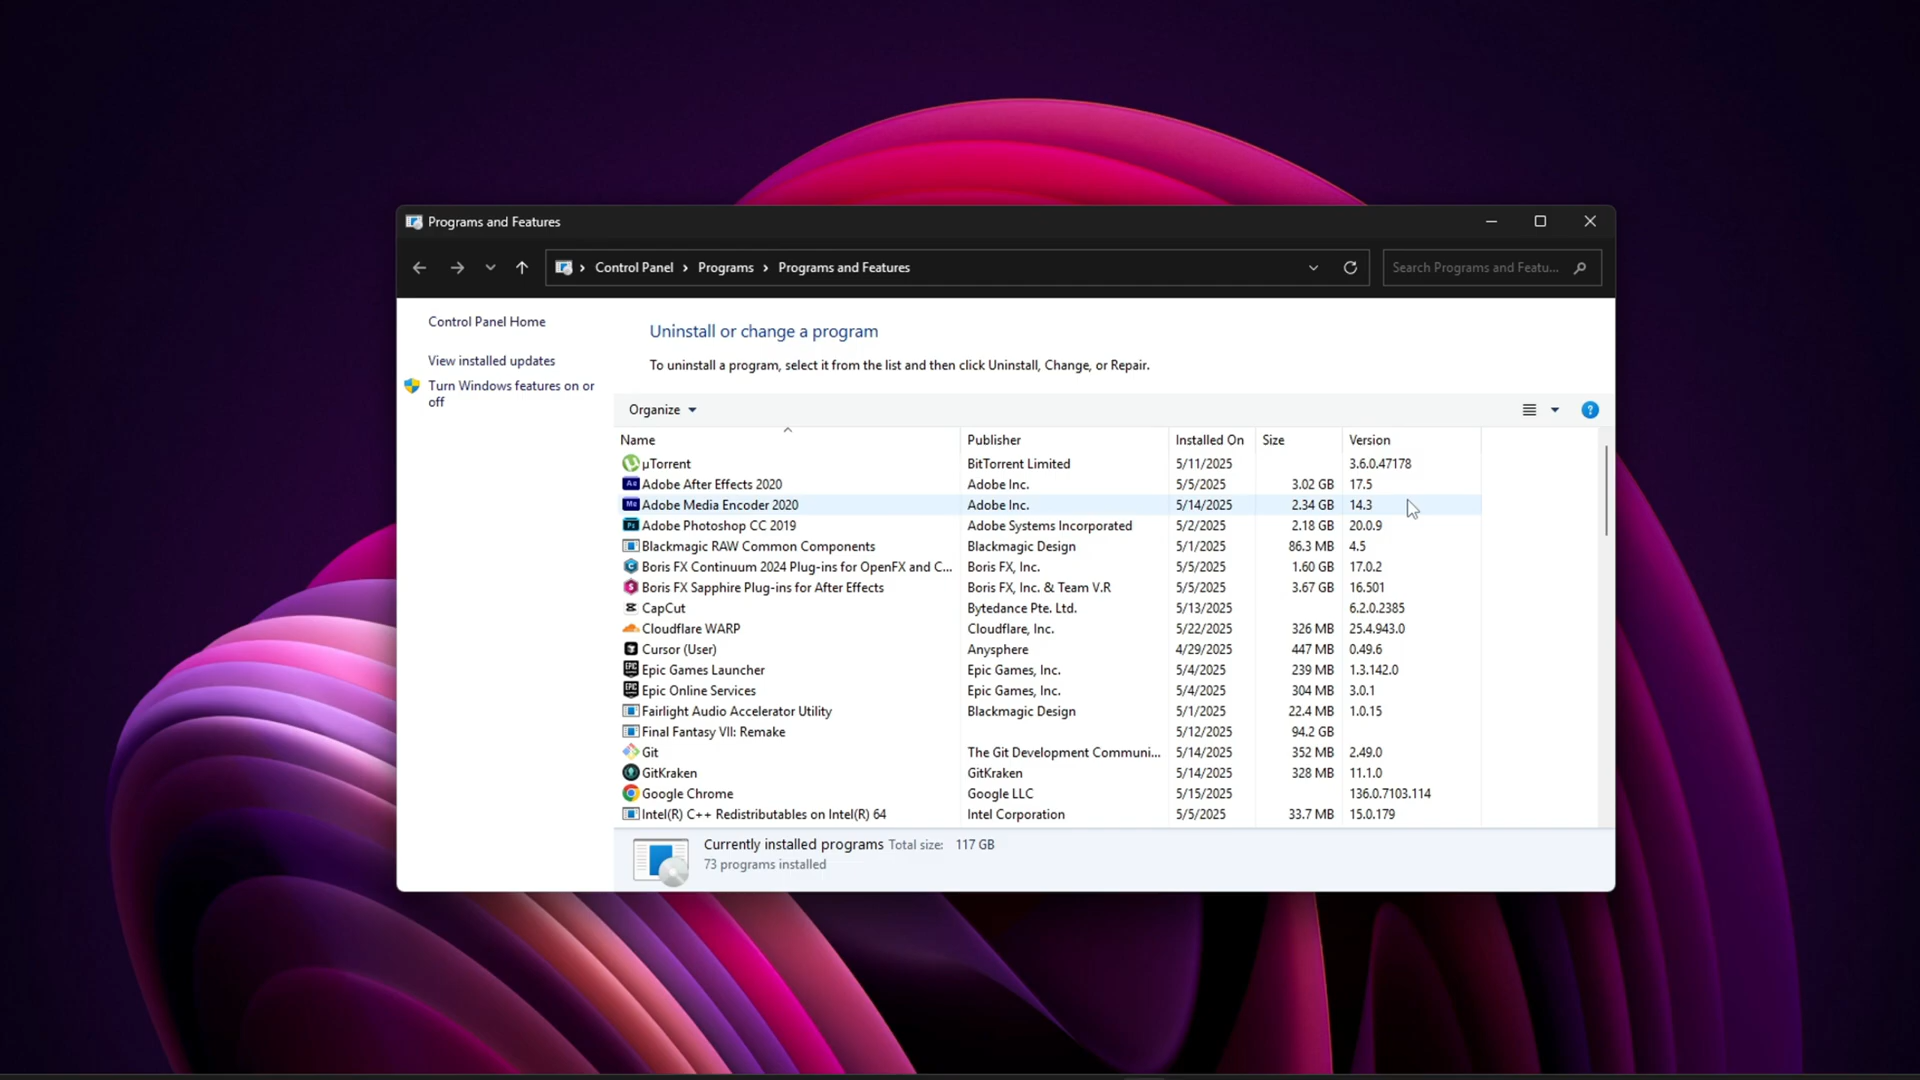 Programs and Features
Control Panel > Programs > Programs and Features
Search Programs and Featu...
Control Panel Home
View installed updates
Turn Windows features on or
off
Uninstall or change a program
To uninstall a program, select it from the list and then click Uninstall, Change, or Repair.
Organize
Name Publisher Installed On Size Version
µTorrent BitTorrent Limited 5/11/2025 3.6.0.47178
Ae Adobe After Effects 2020 Adobe Inc. 5/5/2025 3.02 GB 17.5
Me Adobe Media Encoder 2020 Adobe Inc. 5/14/2025 2.34 GB 14.3
Ps Adobe Photoshop CC 2019 Adobe Systems Incorporated 5/2/2025 2.18 GB 20.0.9
Blackmagic RAW Common Components Blackmagic Design 5/1/2025 86.3 MB 4.5
Boris FX Continuum 2024 Plug-ins for OpenFX and C... Boris FX, Inc. 5/5/2025 1.60 GB 17.0.2
Boris FX Sapphire Plug-ins for After Effects Boris FX, Inc. & Team V.R 5/5/2025 3.67 GB 16.501
CapCut Bytedance Pte. Ltd. 5/13/2025 6.2.0.2385
Cloudflare WARP Cloudflare, Inc. 5/22/2025 326 MB 25.4.943.0
Cursor (User) Anysphere 4/29/2025 447 MB 0.49.6
EPIC Epic Games Launcher Epic Games, Inc. 5/4/2025 239 MB 1.3.142.0
EPIC Epic Online Services Epic Games, Inc. 5/4/2025 304 MB 3.0.1
Fairlight Audio Accelerator Utility Blackmagic Design 5/1/2025 22.4 MB 1.0.15
Final Fantasy VII: Remake 5/12/2025 94.2 GB
Git The Git Development Communi... 5/14/2025 352 MB 2.49.0
GitKraken GitKraken 5/14/2025 328 MB 11.1.0
Google Chrome Google LLC 5/15/2025 136.0.7103.114
Intel(R) C++ Redistributables on Intel(R) 64 Intel Corporation 5/5/2025 33.7 MB 15.0.179
Currently installed programs Total size: 117 GB
73 programs installed